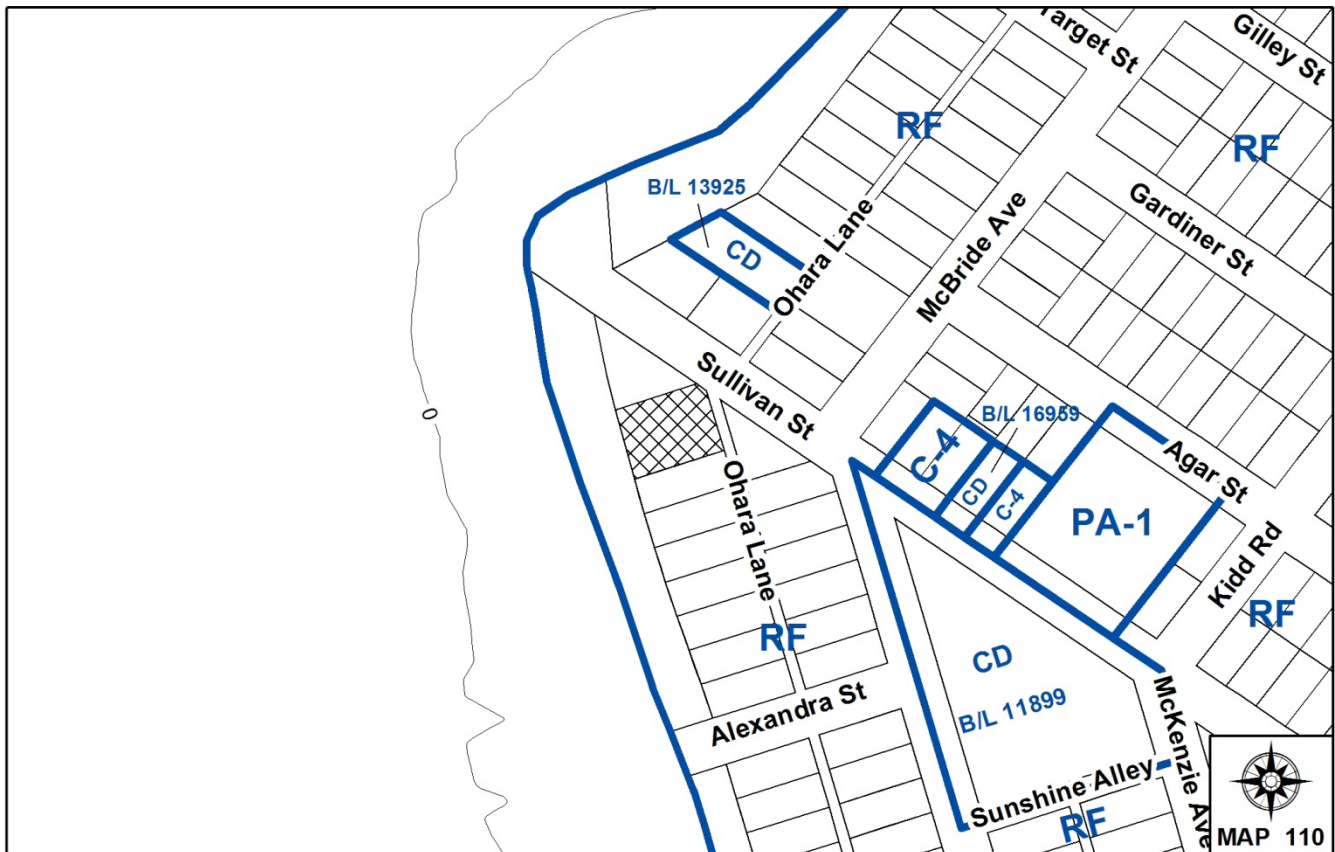 Target St
Gilley St
RF
RF
B/L 13925
CD
Ohara Lane
McBride Ave
Gardiner St
Sullivan St
B/L 16959
C-4
CD
C-4
Agar St
PA-1
Kidd Rd
0
Ohara Lane
RF
RF
CD
B/L 11899
Alexandra St
McKenzie Ave
Sunshine Alley
RF
MAP 110